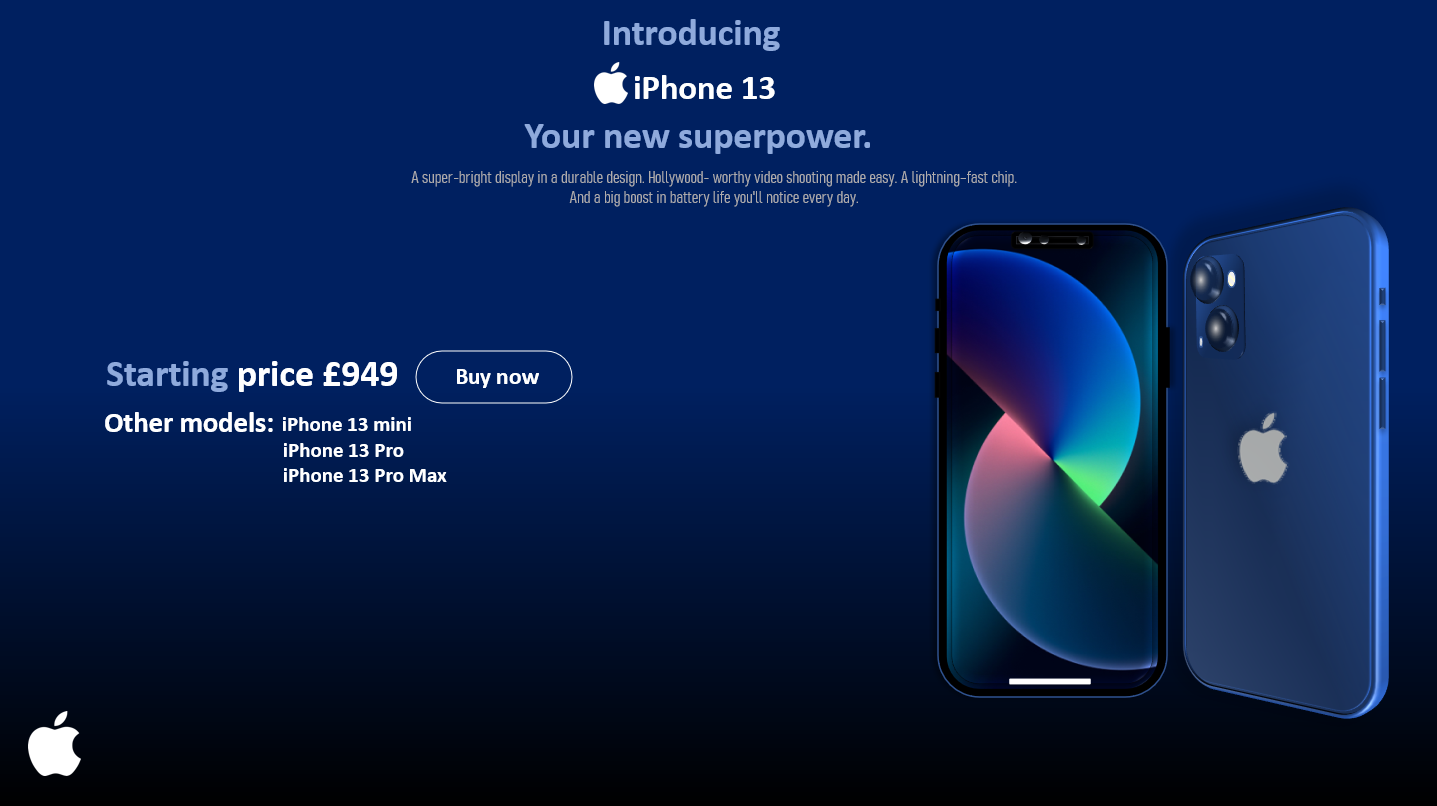 Introducing
iPhone 13
Your new superpower.
A super-bright display in a durable design. Hollywood- worthy video shooting made easy. A lightning-fast chip.
And a big boost in battery life you'll notice every day.
Starting price £949 Buy now
Other models: iPhone 13 mini
iPhone 13 Pro
iPhone 13 Pro Max